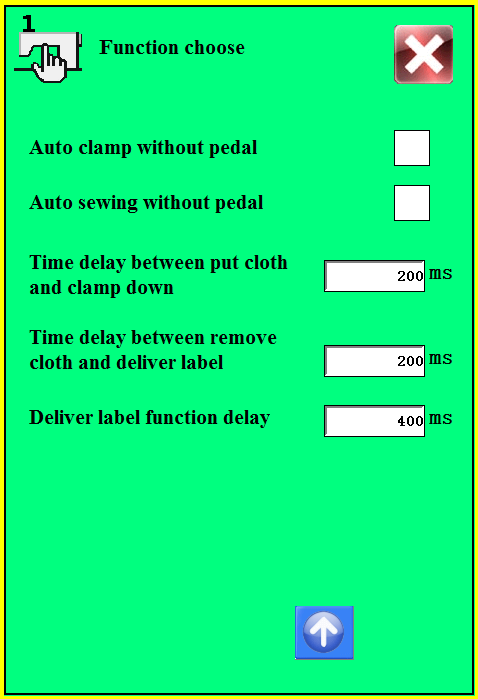 1
Function choose
Auto clamp without pedal
Auto sewing without pedal
Time delay between put cloth
and clamp down
200 ms
Time delay between remove
cloth and deliver label
200 ms
Deliver label function delay
400 ms